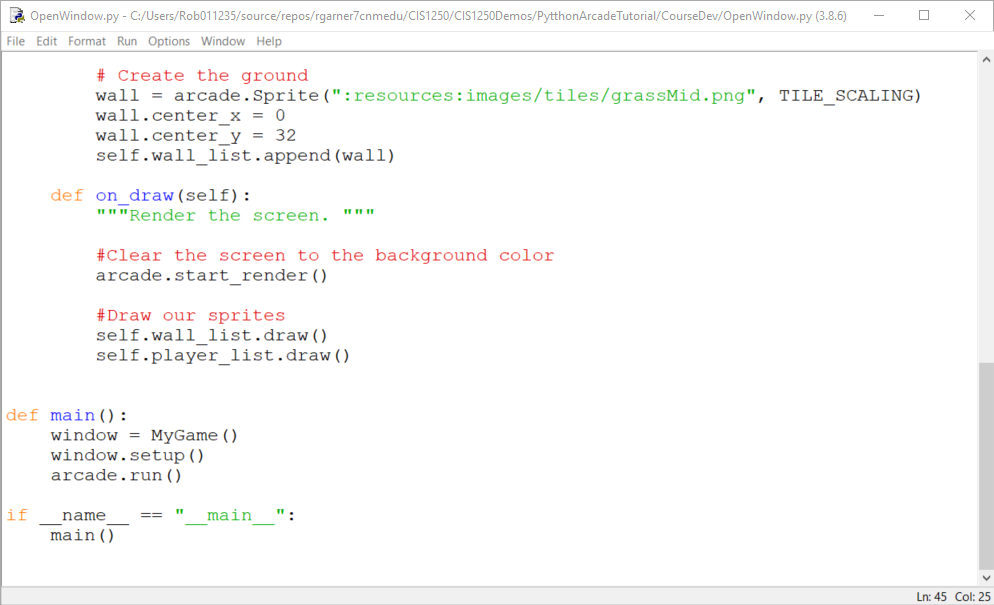 OpenWindow.py - C:/Users/Rob011235/source/repos/rgarner7cnmedu/CIS1250/CIS1250Demos/PytthonArcadeTutorial/CourseDev/OpenWindow.py (3.8.6)
File Edit Format Run Options Window Help
# Create the ground
wall = arcade.Sprite(":resources:images/tiles/grassMid.png", TILE_SCALING)
wall.center_x = 0
wall.center_y = 32
self.wall_list.append(wall)
def on_draw(self):
"""Render the screen. """
#Clear the screen to the background color
arcade.start_render()
#Draw our sprites
self.wall_list.draw()
self.player_list.draw()
def main():
window = MyGame()
window.setup()
arcade.run()
if __name__ == "__main__":
main()
Ln: 45 Col: 25